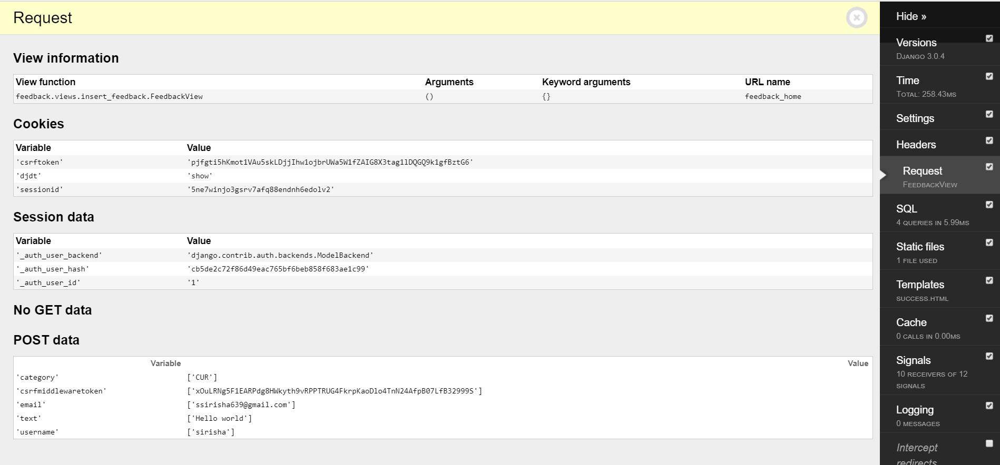 Request
View information
View function Arguments Keyword arguments URL name
feedback.views.insert_feedback.FeedbackView () {} feedback_home
Cookies
Variable Value
'csrftoken' 'pjfgti5hKmot1VAu5skLDjjIhw1ojbrUWa5W1fZAIG8X3tag1lDQGQ9k1gfBztG6'
'djdt' 'show'
'sessionid' '5ne7winjo3gsrv7afq88endnh6edolv2'
Session data
Variable Value
'_auth_user_backend' 'django.contrib.auth.backends.ModelBackend'
'_auth_user_hash' 'cb5de2c72f86d49eac765bf6beb858f683ae1c99'
'_auth_user_id' '1'
No GET data
POST data
Variable Value
'category' ['CUR']
'csrfmiddlewaretoken' ['xOuLRNg5F1EARPdg8HWkyth9vRPPTRUG4FkrpKaoDlo4TnN24AfpB07LfB32999S']
'email' ['ssirisha639@gmail.com']
'text' ['Hello world']
'username' ['sirisha']
Hide »
Versions
Django 3.0.4
Time
Total: 258.43ms
Settings
Headers
Request
FeedbackView
SQL
4 queries in 5.99ms
Static files
1 file used
Templates
success.html
Cache
0 calls in 0.00ms
Signals
10 receivers of 12
signals
Logging
0 messages
Intercept
redirects